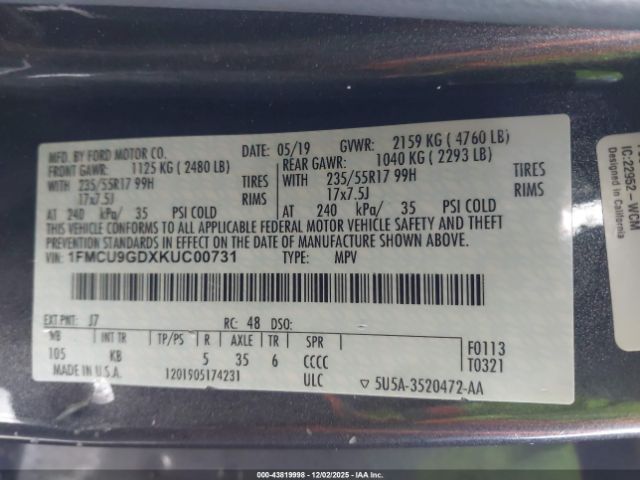 MFD. BY FORD MOTOR CO.
DATE: 05/19 GVWR: 2159 KG ( 4760 LB)
FRONT GAWR: 1125 KG ( 2480 LB)
REAR GAWR: 1040 KG ( 2293 LB)
WITH 235/55R17 99H TIRES
WITH 235/55R17 99H TIRES
17x7.5J RIMS
17x7.5J RIMS
AT 240 kPa/ 35 PSI COLD
AT 240 kPa/ 35 PSI COLD
THIS VEHICLE CONFORMS TO ALL APPLICABLE FEDERAL MOTOR VEHICLE SAFETY AND THEFT
PREVENTION STANDARDS IN EFFECT ON THE DATE OF MANUFACTURE SHOWN ABOVE.
VIN: 1FMCU9GDXKUC00731 TYPE: MPV
EXT PNT: J7 RC: 48 DSO:
WB INT TR TP/PS R AXLE TR SPR
105 KB 5 35 6 CCCC
F0113
T0321
MADE IN U.S.A. 1201905174231 ULC
▽ 5U5A-3520472-AA
IC:22952 - WCM
Designed in California
000-43819998 - 12/02/2025 - IAA Inc.